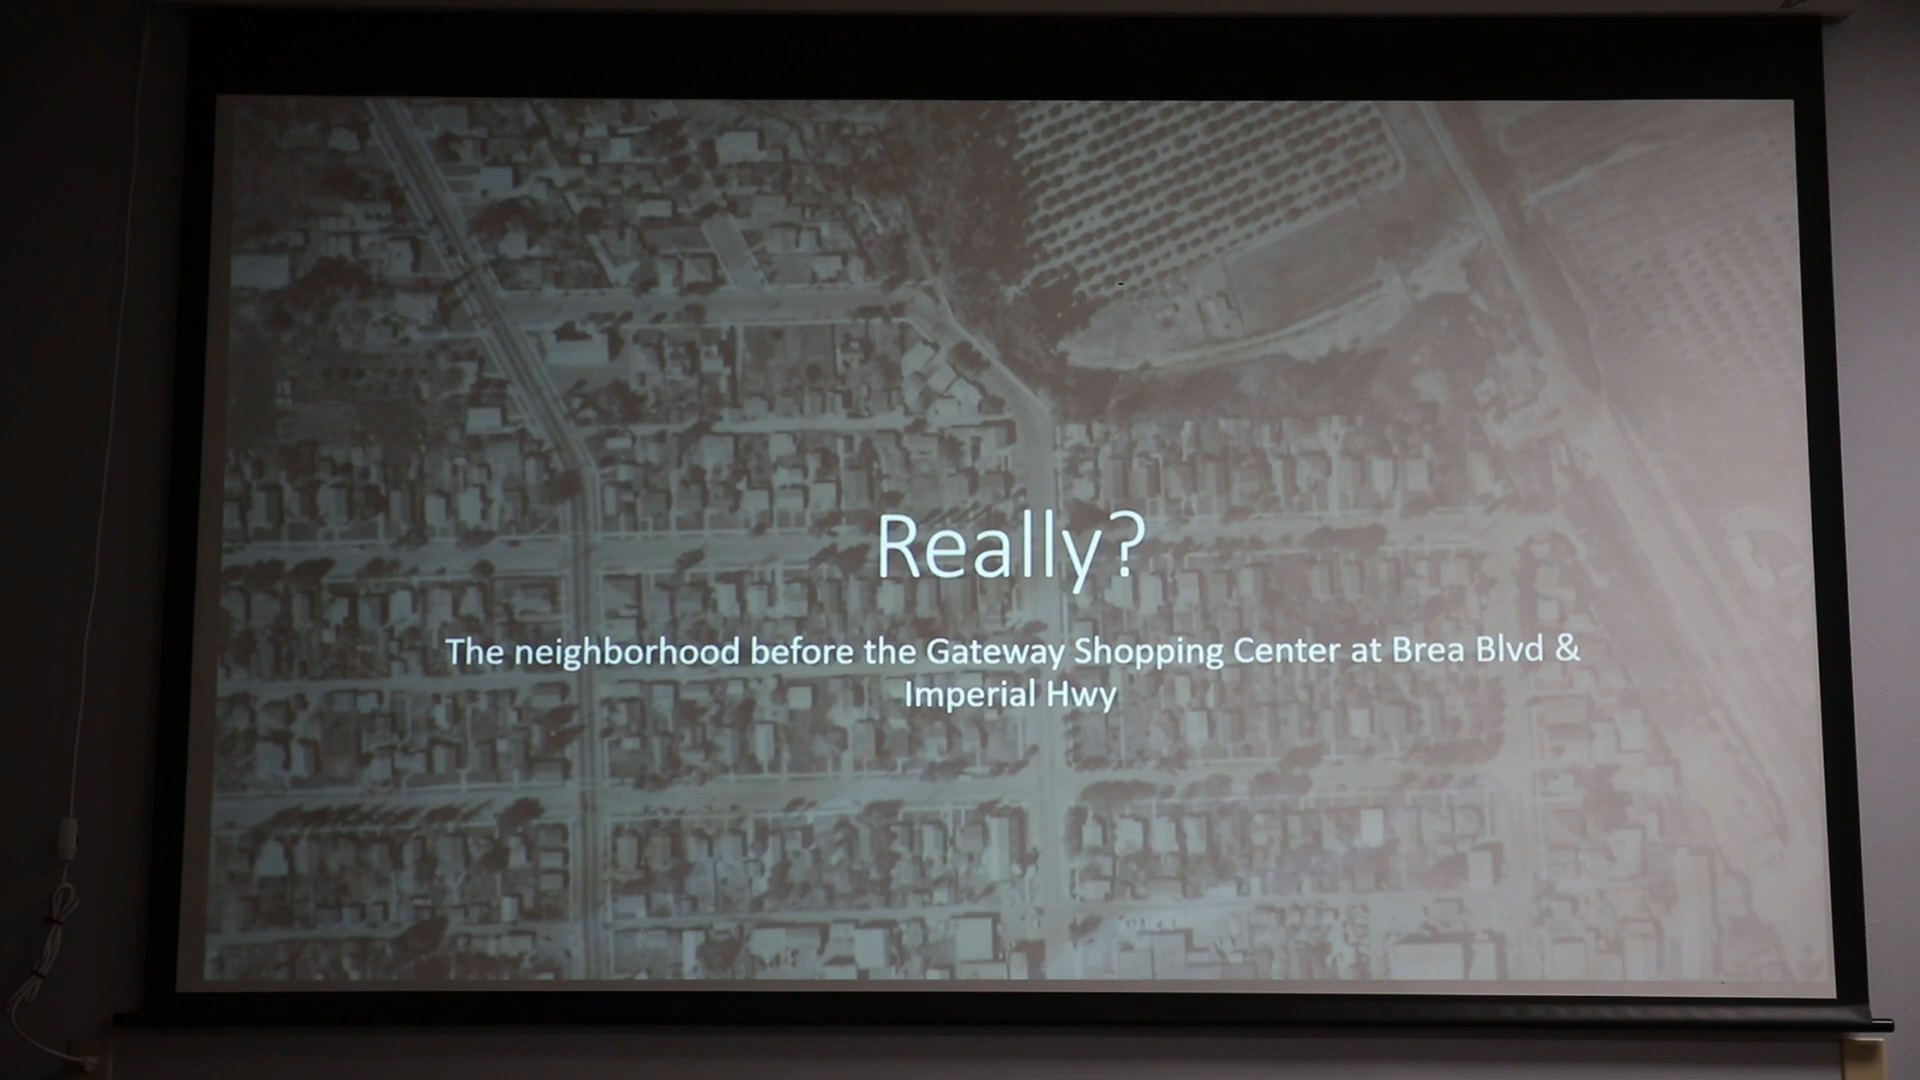 Really?
The neighborhood before the Gateway Shopping Center at Brea Blvd &
Imperial Hwy